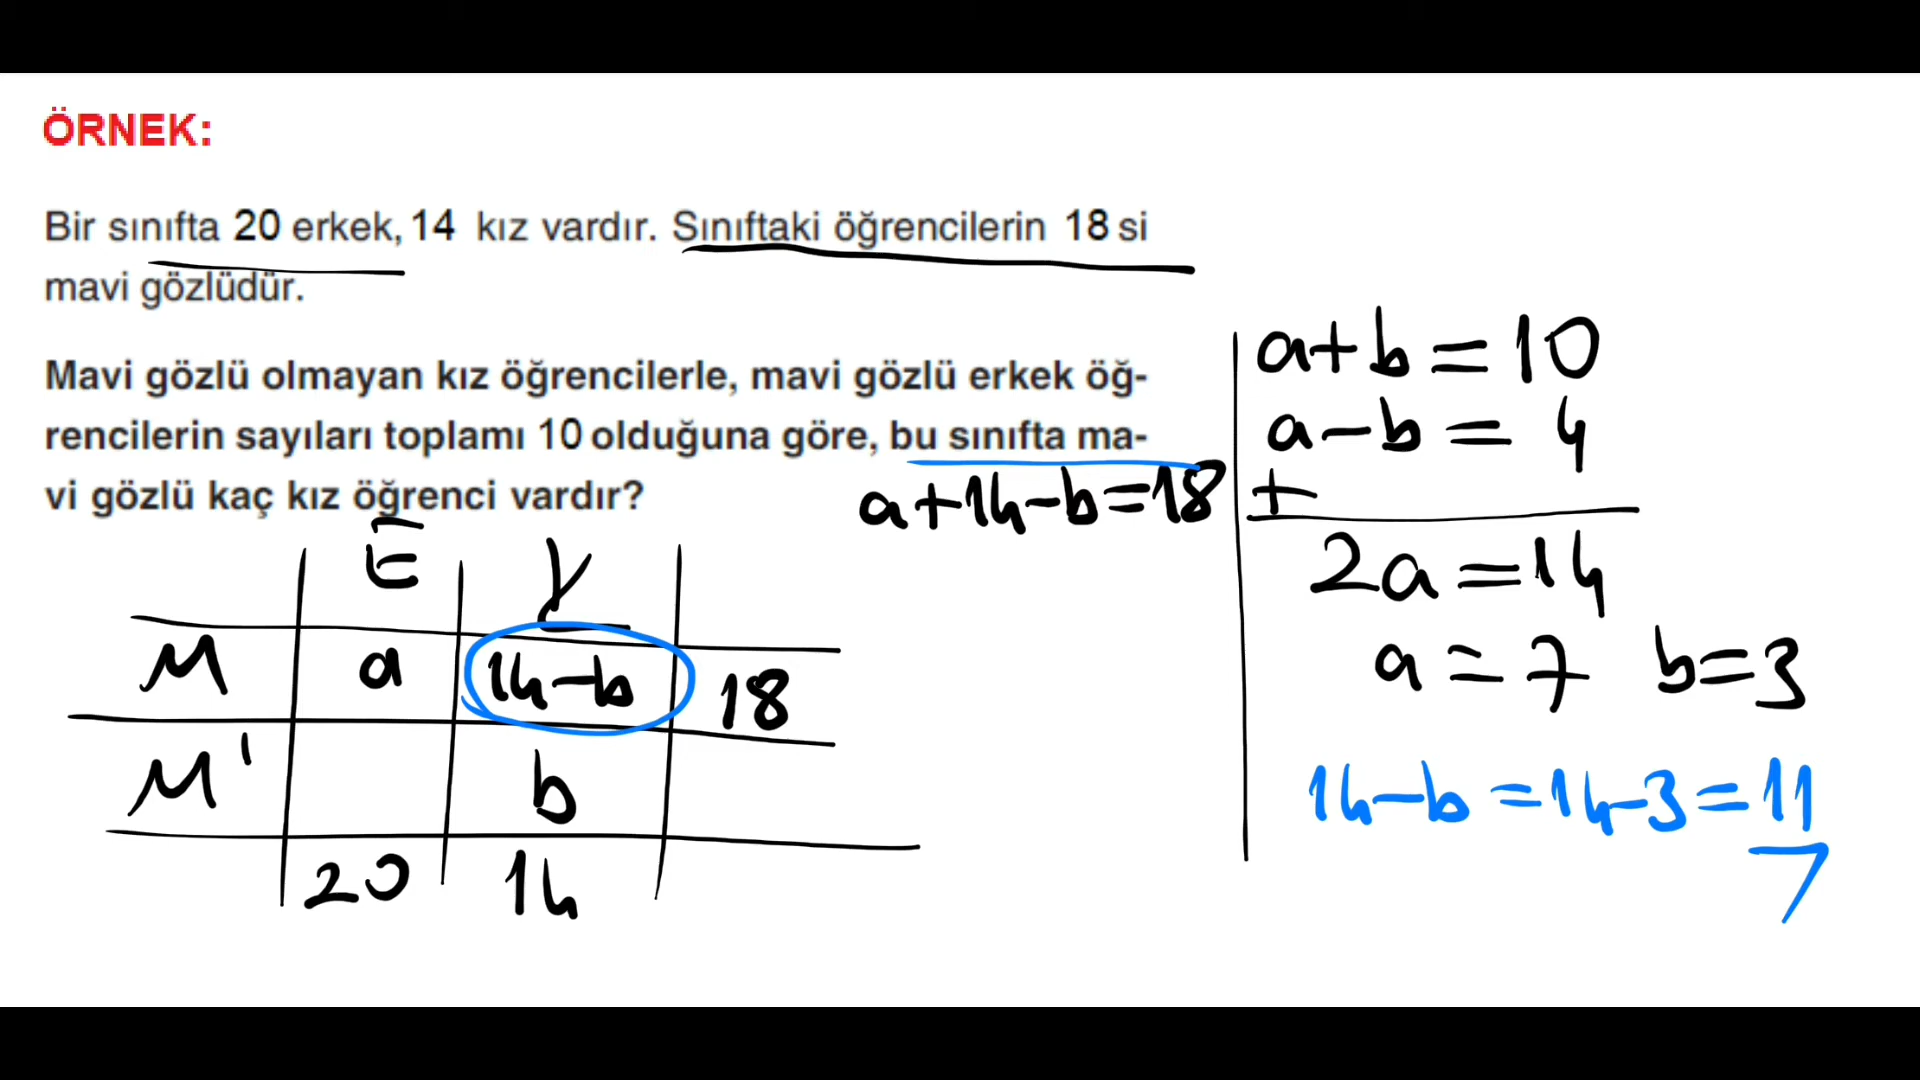 ÖRNEK:
Bir sınıfta 20 erkek, 14 kız vardır. Sınıftaki öğrencilerin 18 si
mavi gözlüdür.
Mavi gözlü olmayan kız öğrencilerle, mavi gözlü erkek öğ-
rencilerin sayıları toplamı 10 olduğuna göre, bu sınıfta ma-
vi gözlü kaç kız öğrenci vardır?
a+14-b=18
E
M a 14-b 18
M' b
20 14
a+b=10
a-b=4
+
2a=14
a=7 b=3
14-b=14-3=11